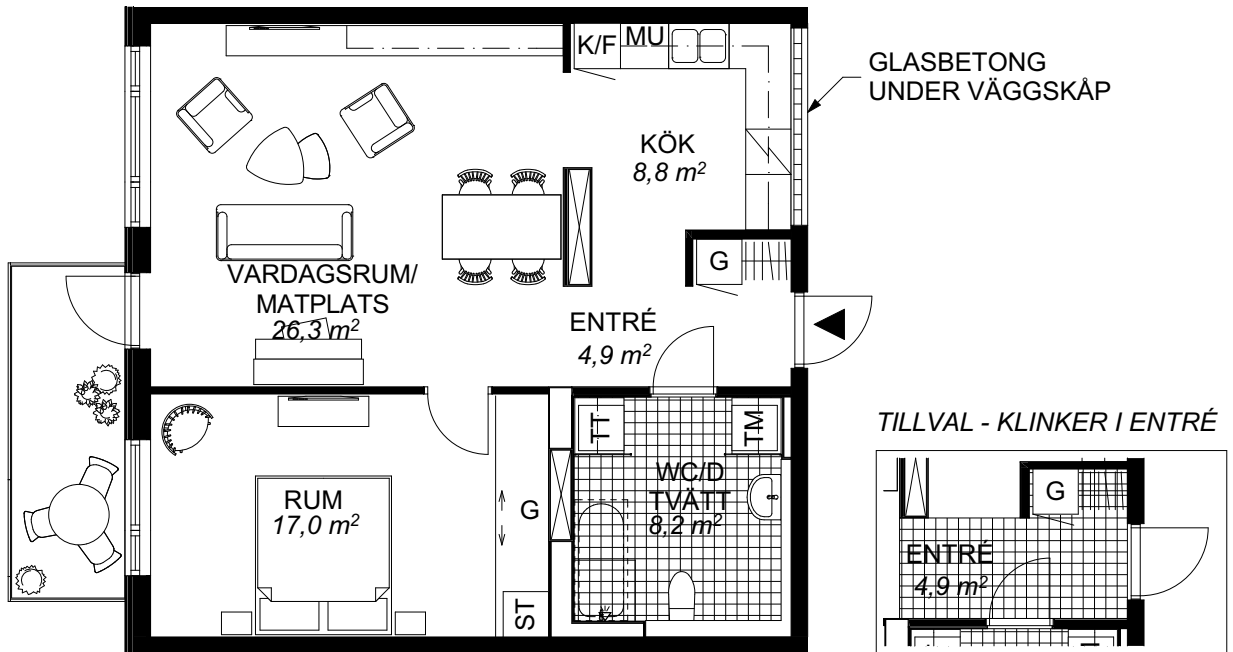 K/F
MU
GLASBETONG
UNDER VÄGGSKÅP
KÖK
8,8 m²
G
VARDAGSRUM/
MATPLATS
26,3 m²
ENTRÉ
4,9 m²
TILLVAL - KLINKER I ENTRÉ
TT
TM
WC/D
TVÄTT
8,2 m²
RUM
17,0 m²
G
ST
G
ENTRÉ
4,9 m²